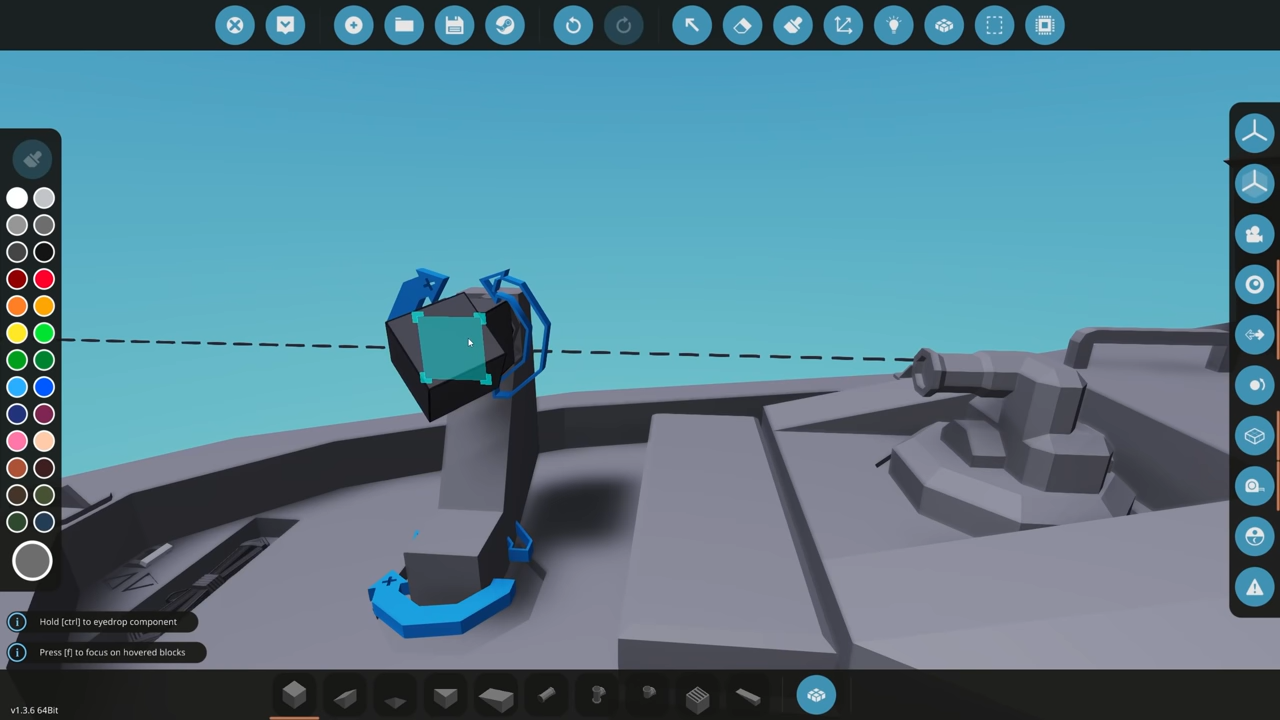 Hold [ctrl] to eyedrop component
Press [f] to focus on hovered blocks
v1.3.6 64Bit